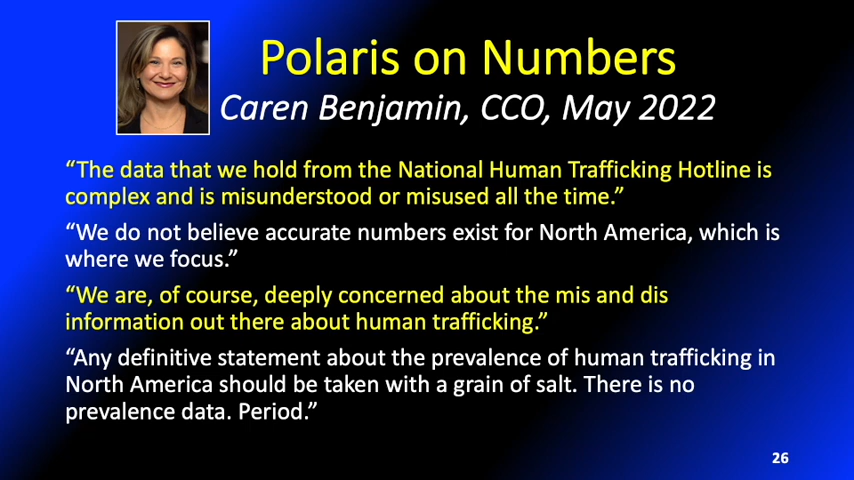 Polaris on Numbers
Caren Benjamin, CCO, May 2022
“The data that we hold from the National Human Trafficking Hotline is
complex and is misunderstood or misused all the time.”
“We do not believe accurate numbers exist for North America, which is
where we focus.”
“We are, of course, deeply concerned about the mis and dis
information out there about human trafficking.”
“Any definitive statement about the prevalence of human trafficking in
North America should be taken with a grain of salt. There is no
prevalence data. Period.”
26